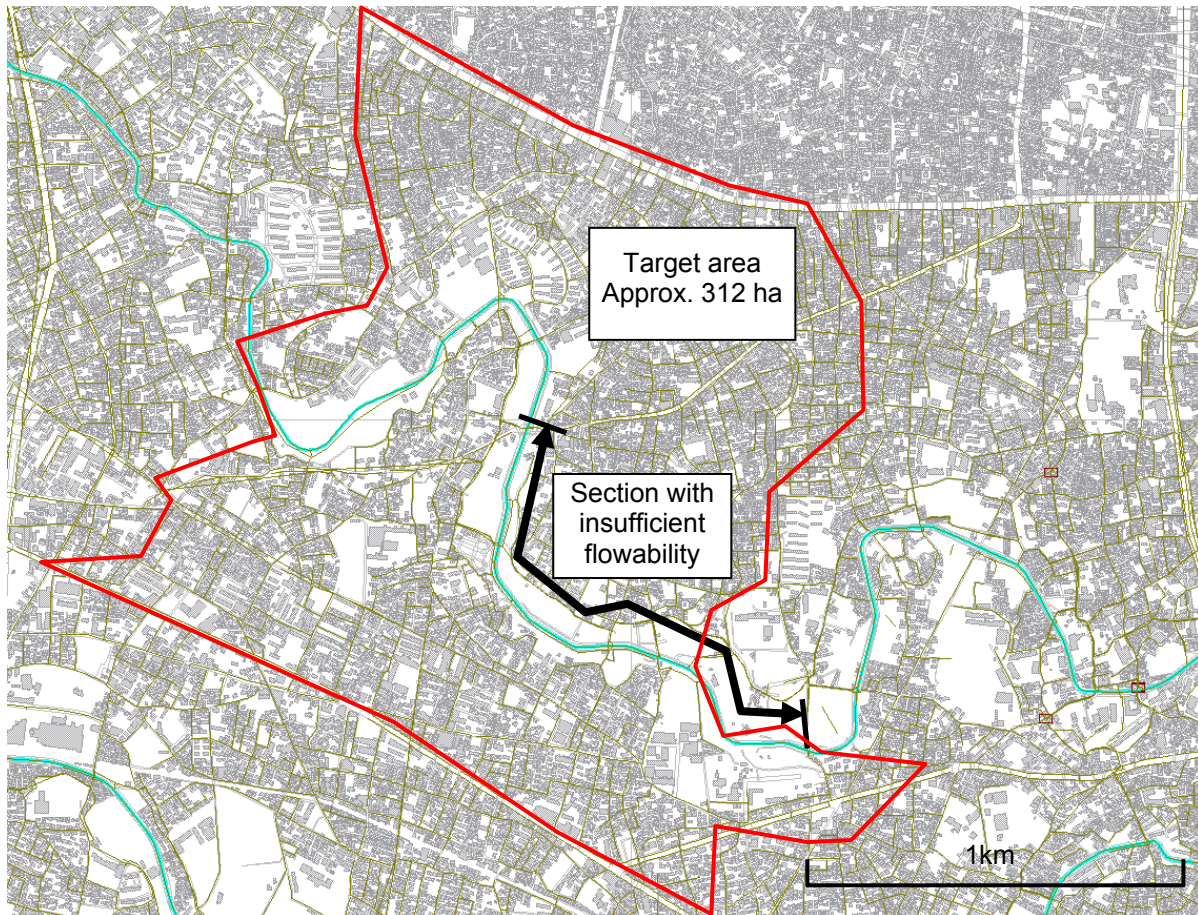 Target area
Approx. 312 ha
Section with
insufficient
flowability
1km